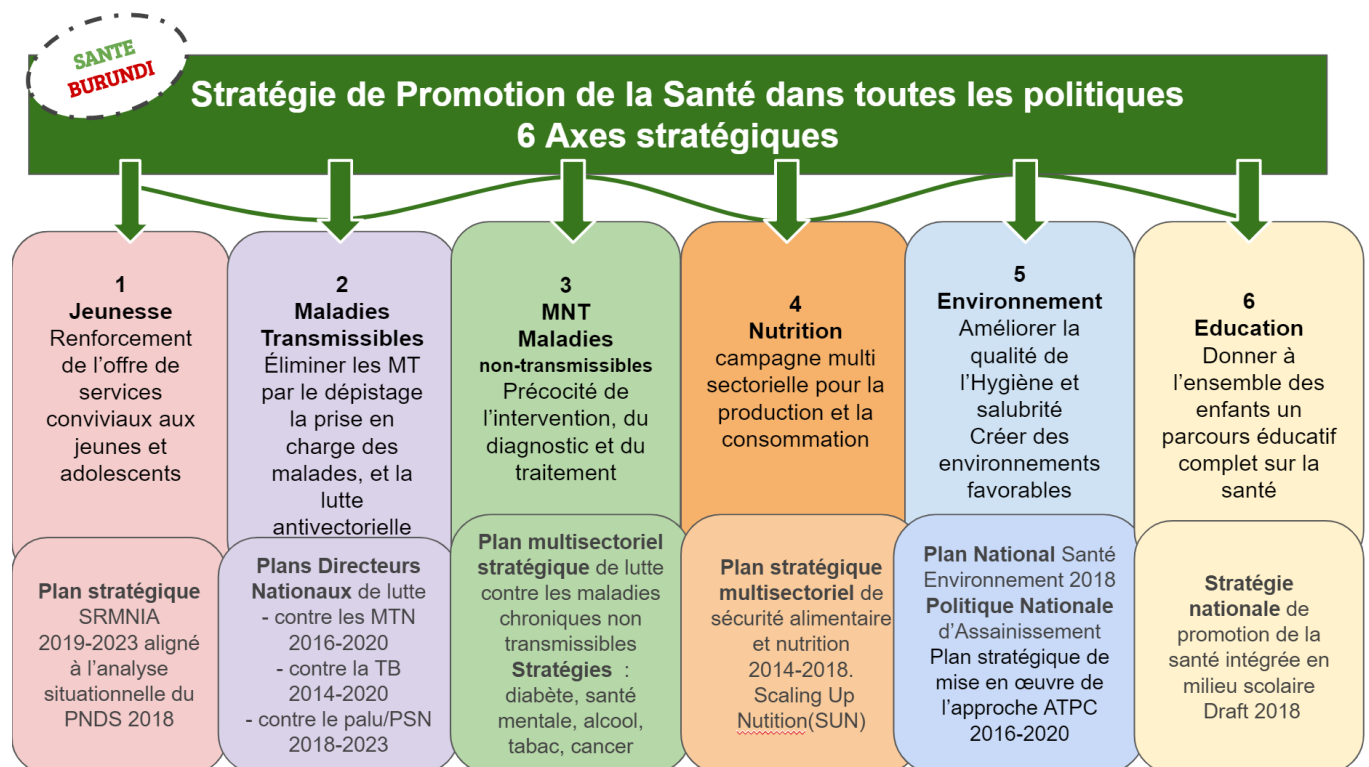 SANTE
BURUNDI
Stratégie de Promotion de la Santé dans toutes les politiques
6 Axes stratégiques
1
Jeunesse
Renforcement
de l’offre de
services
conviviaux aux
jeunes et
adolescents
Plan stratégique
SRMNIA
2019-2023 aligné
à l’analyse
situationnelle du
PNDS 2018
2
Maladies
Transmissibles
Éliminer les MT
par le dépistage
la prise en
charge des
malades, et la
lutte
antivectorielle
Plans Directeurs
Nationaux de lutte
- contre les MTN
2016-2020
- contre la TB
2014-2020
- contre le palu/PSN
2018-2023
3
MNT
Maladies
non-transmissibles
Précocité de
l’intervention, du
diagnostic et du
traitement
Plan multisectoriel
stratégique de lutte
contre les maladies
chroniques non
transmissibles
Stratégies :
diabète, santé
mentale, alcool,
tabac, cancer
4
Nutrition
campagne multi
sectorielle pour la
production et la
consommation
Plan stratégique
multisectoriel de
sécurité alimentaire
et nutrition
2014-2018.
Scaling Up
Nutition(SUN)
5
Environnement
Améliorer la
qualité de
l’Hygiène et
salubrité
Créer des
environnements
favorables
Plan National Santé
Environnement 2018
Politique Nationale
d’Assainissement
Plan stratégique de
mise en œuvre de
l’approche ATPC
2016-2020
6
Education
Donner à
l’ensemble des
enfants un
parcours éducatif
complet sur la
santé
Stratégie
nationale de
promotion de la
santé intégrée en
milieu scolaire
Draft 2018